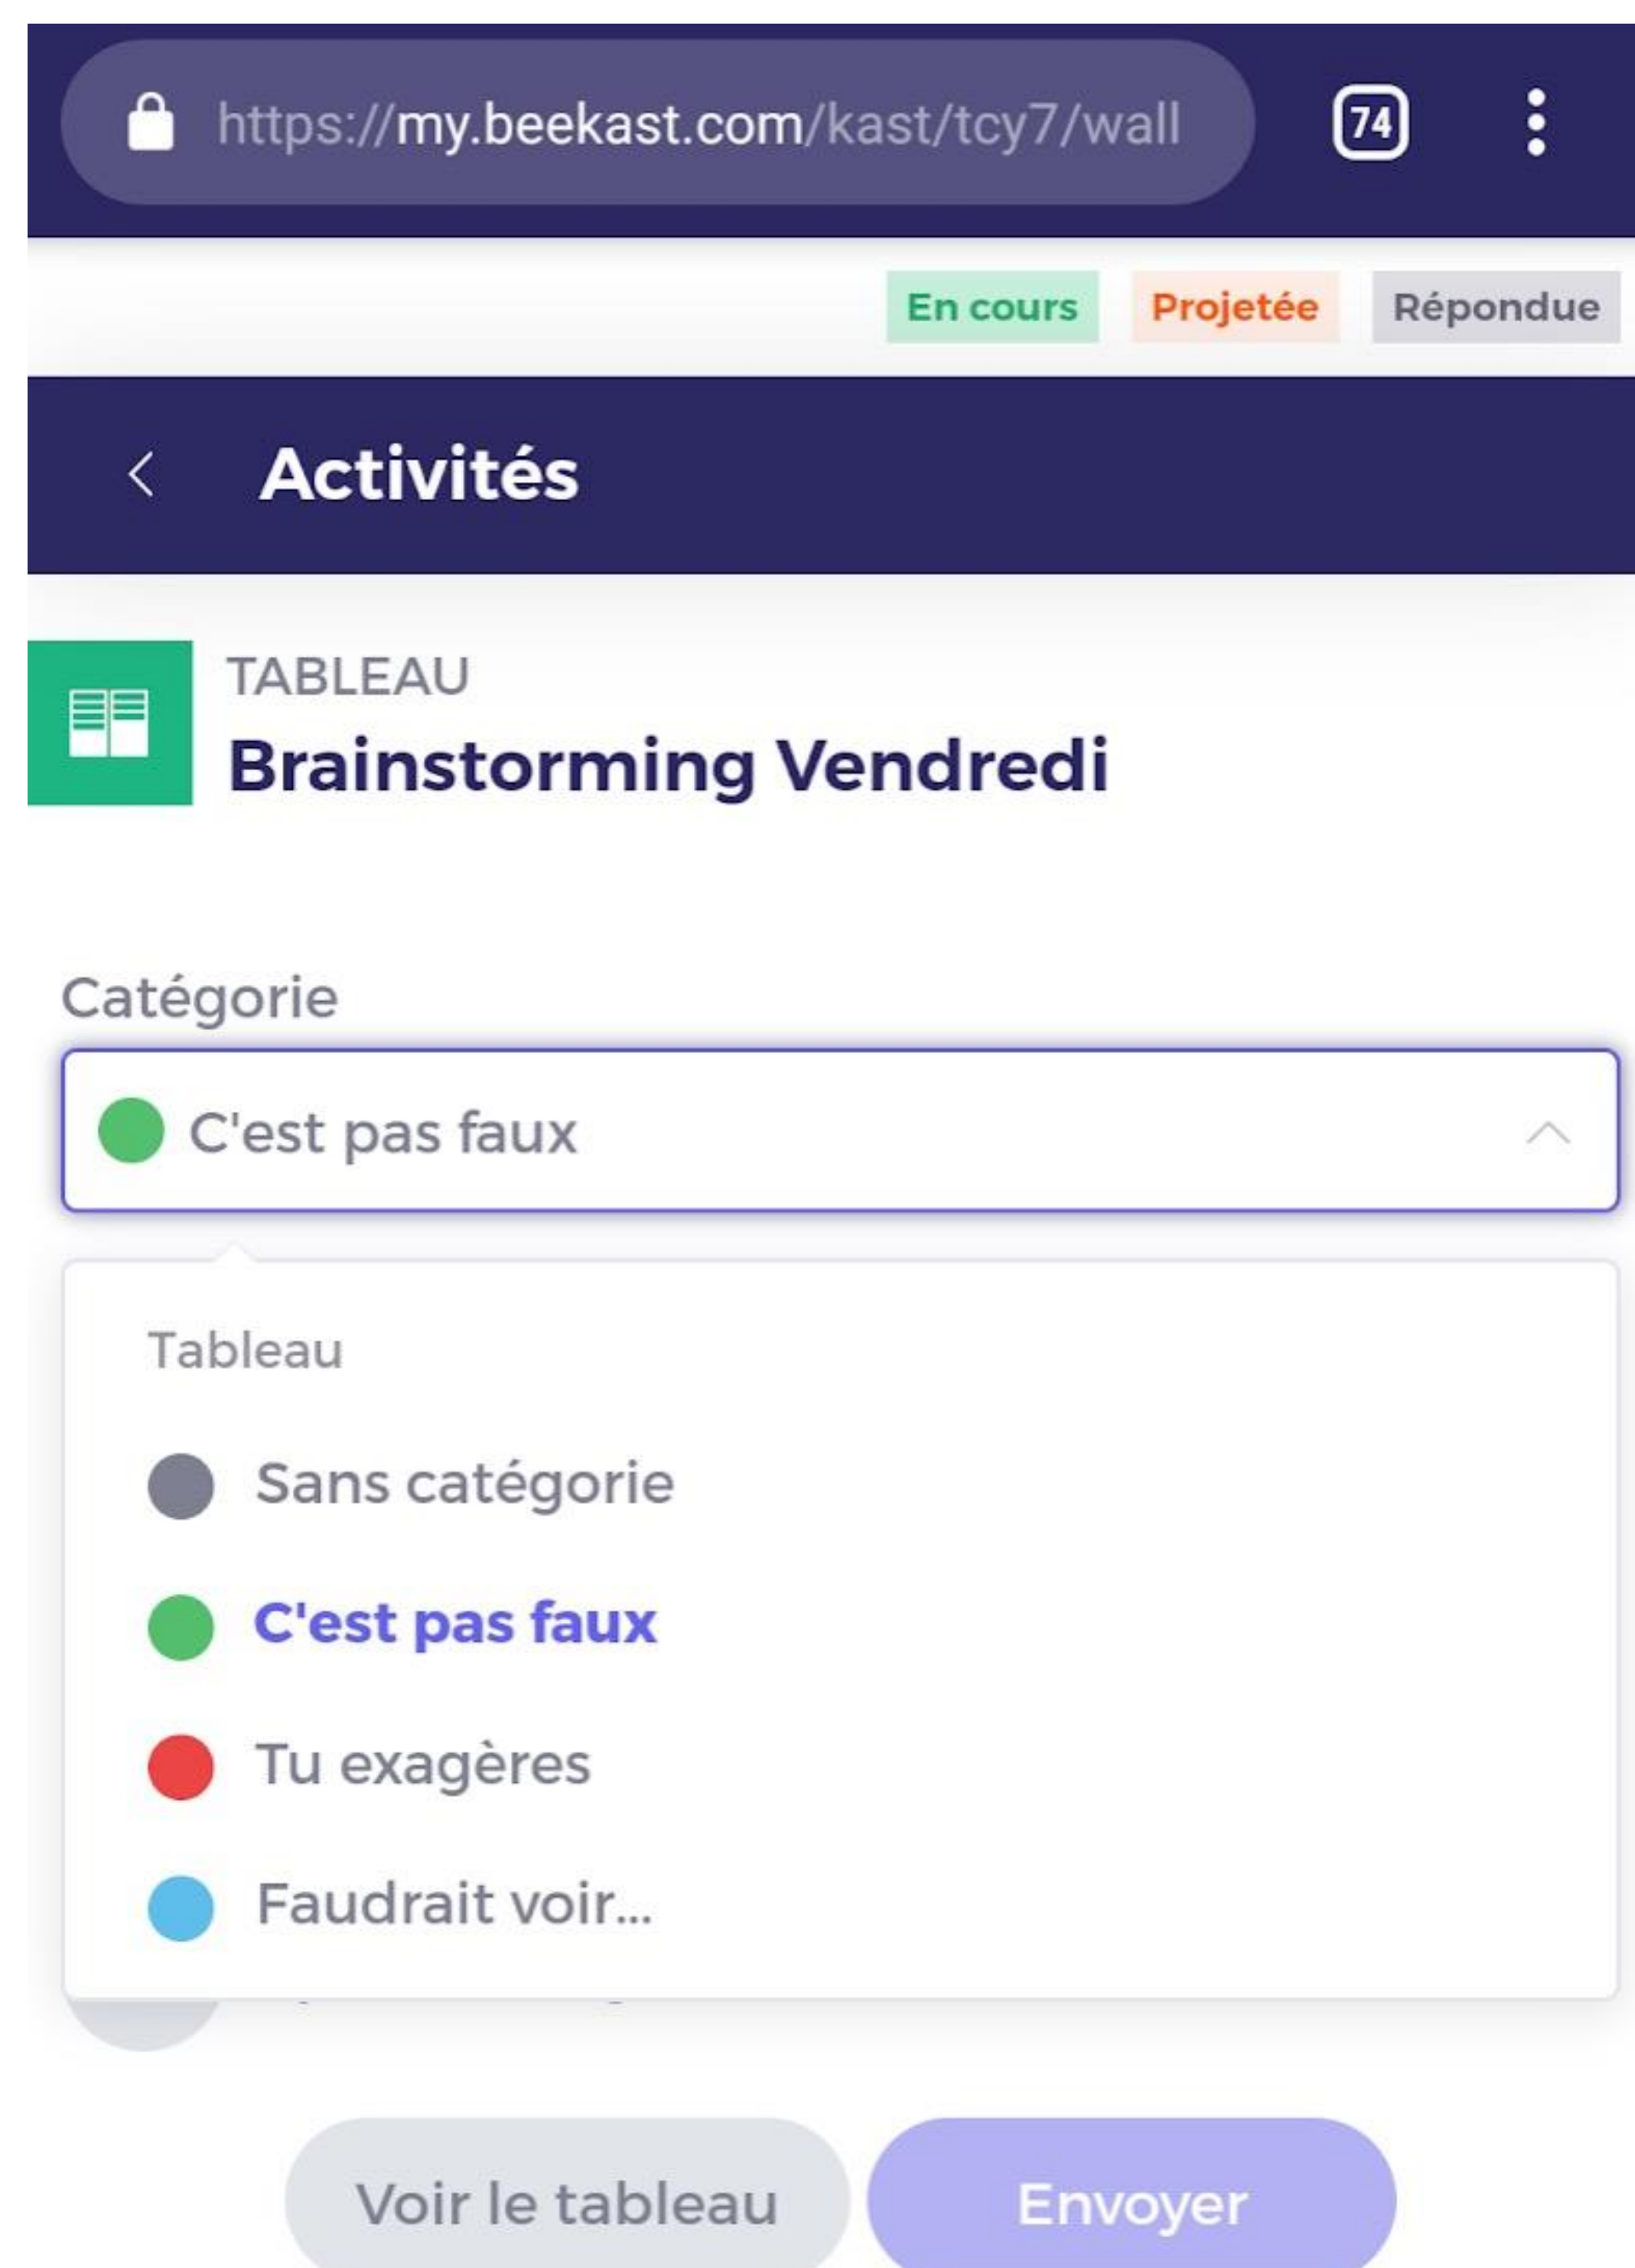 https://my.beekast.com/kast/tcy7/wall 74
En cours Projetée Répondue
Activités
TABLEAU
Brainstorming Vendredi
Catégorie
C'est pas faux
Tableau
Sans catégorie
C'est pas faux
Tu exagères
Faudrait voir...
Voir le tableau Envoyer